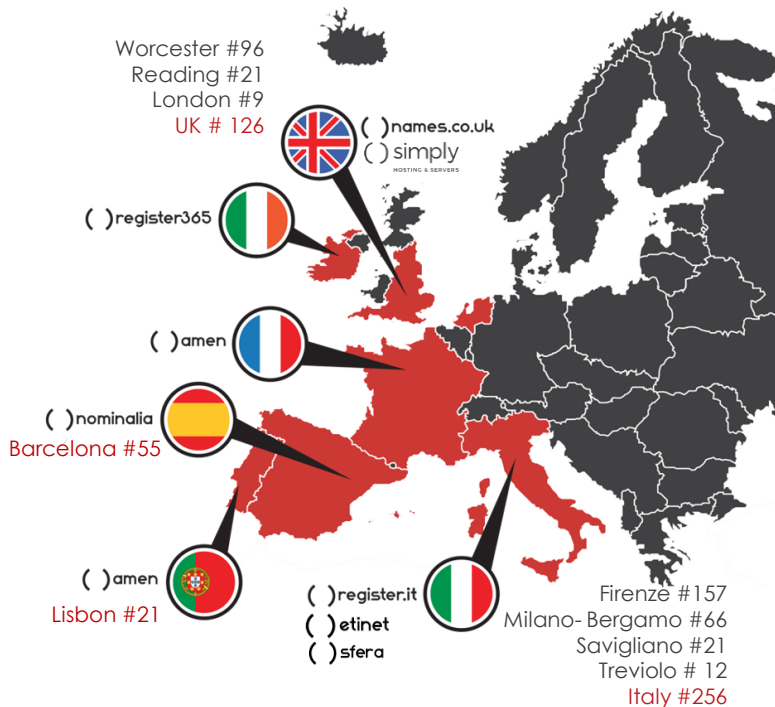 Worcester #96
Reading #21
London #9
UK # 126
( ) names.co.uk
( ) simply
HOSTING & SERVERS
( ) register365
( ) amen
( ) nominalia
Barcelona #55
( ) amen
Lisbon #21
( ) register.it
( ) etinet
( ) sfera
Firenze #157
Milano- Bergamo #66
Savigliano #21
Treviolo # 12
Italy #256